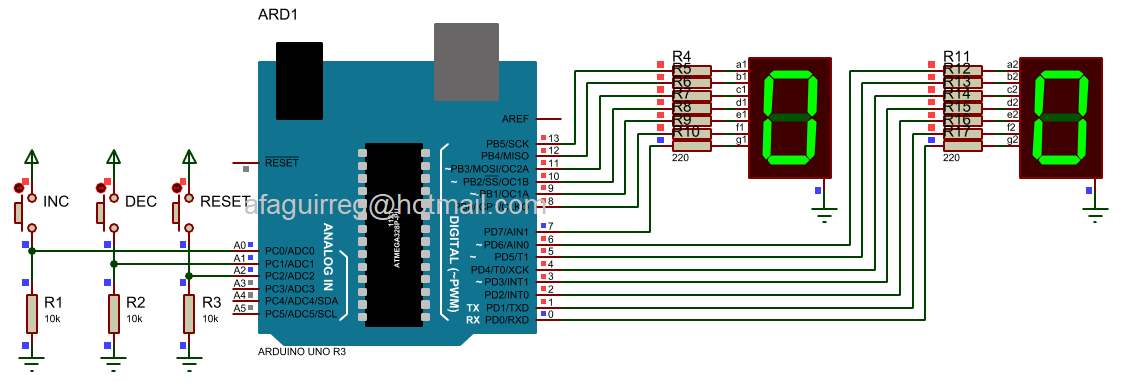 ARD1
R4
R5
R6
R7
R8
R9
R10
220
a1
b1
c1
d1
e1
f1
g1
R11
R12
R13
R14
R15
R16
R17
220
a2
b2
c2
d2
e2
f2
g2
INC
DEC
RESET
R1
10k
R2
10k
R3
10k
RESET
A0
A1
A2
A3
A4
A5
PC0/ADC0
PC1/ADC1
PC2/ADC2
PC3/ADC3
PC4/ADC4/SDA
PC5/ADC5/SCL
ANALOG IN
ATMEGA328P-PU
1121
DIGITAL (~PWM)
AREF
PB5/SCK 13
PB4/MISO 12
~PB3/MOSI/OC2A 11
~ PB2/SS/OC1B 10
~ PB1/OC1A 9
8
PD7/AIN1 7
~ PD6/AIN0 6
~ PD5/T1 5
PD4/T0/XCK 4
~ PD3/INT1 3
PD2/INT0 2
TX PD1/TXD 1
RX PD0/RXD 0
afaguirreg@hotmail.com
ARDUINO UNO R3